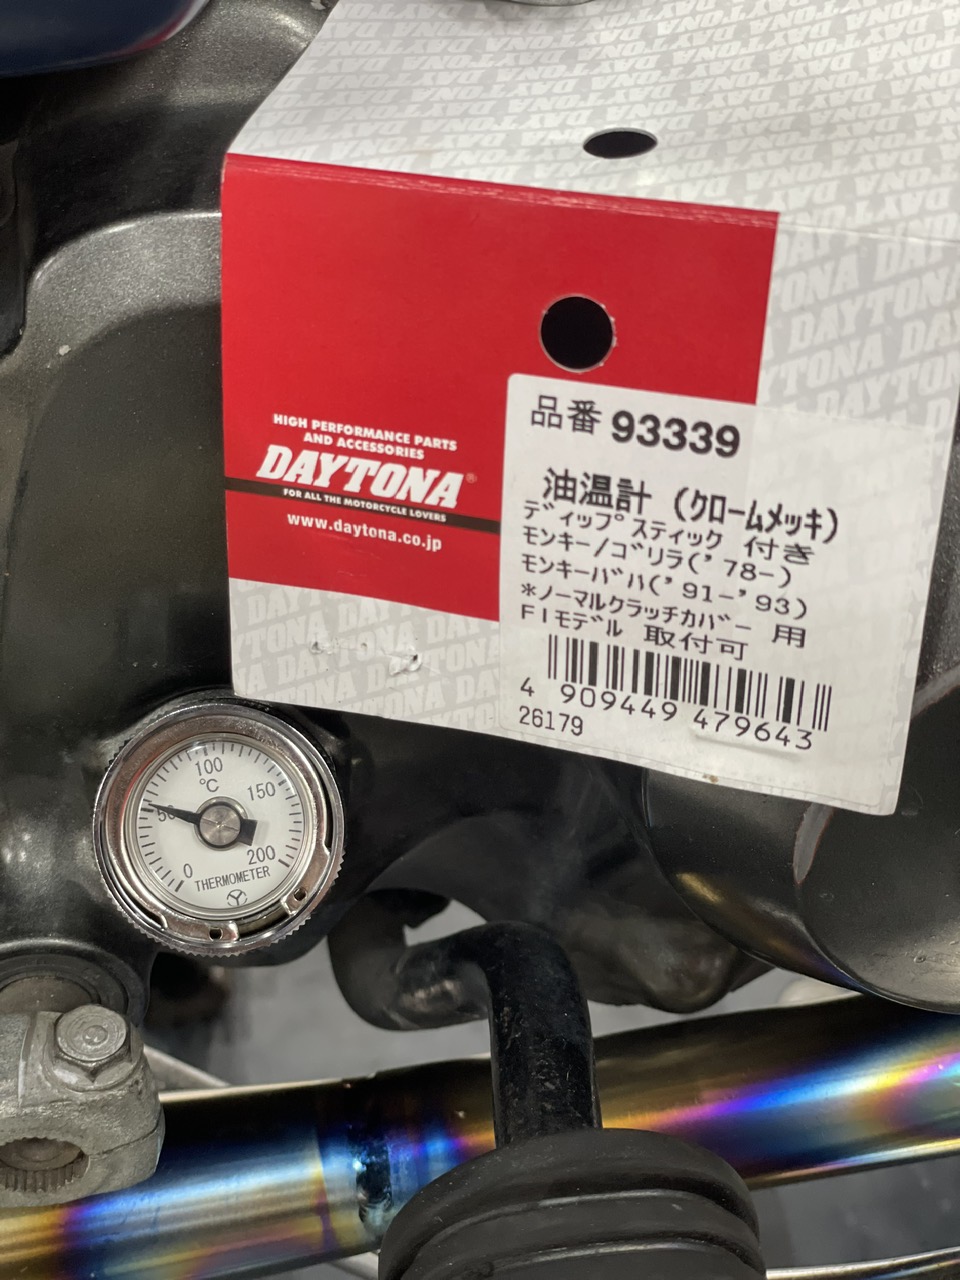 DAYTONA DAYTONA DAYTONA
HIGH PERFORMANCE PARTS
AND ACCESSORIES
DAYTONA®
FOR ALL THE MOTORCYCLE LOVERS
www.daytona.co.jp
品番 93339
油温計 (クロームメッキ)
ディップスティック 付き
モンキー/ゴリラ('78-)
モンキーバハ('91-'93)
*ノーマルクラッチカバー 用
FIモデル 取付可
4 909449 479643
26179
100
℃
150
50
200
0
THERMOMETER